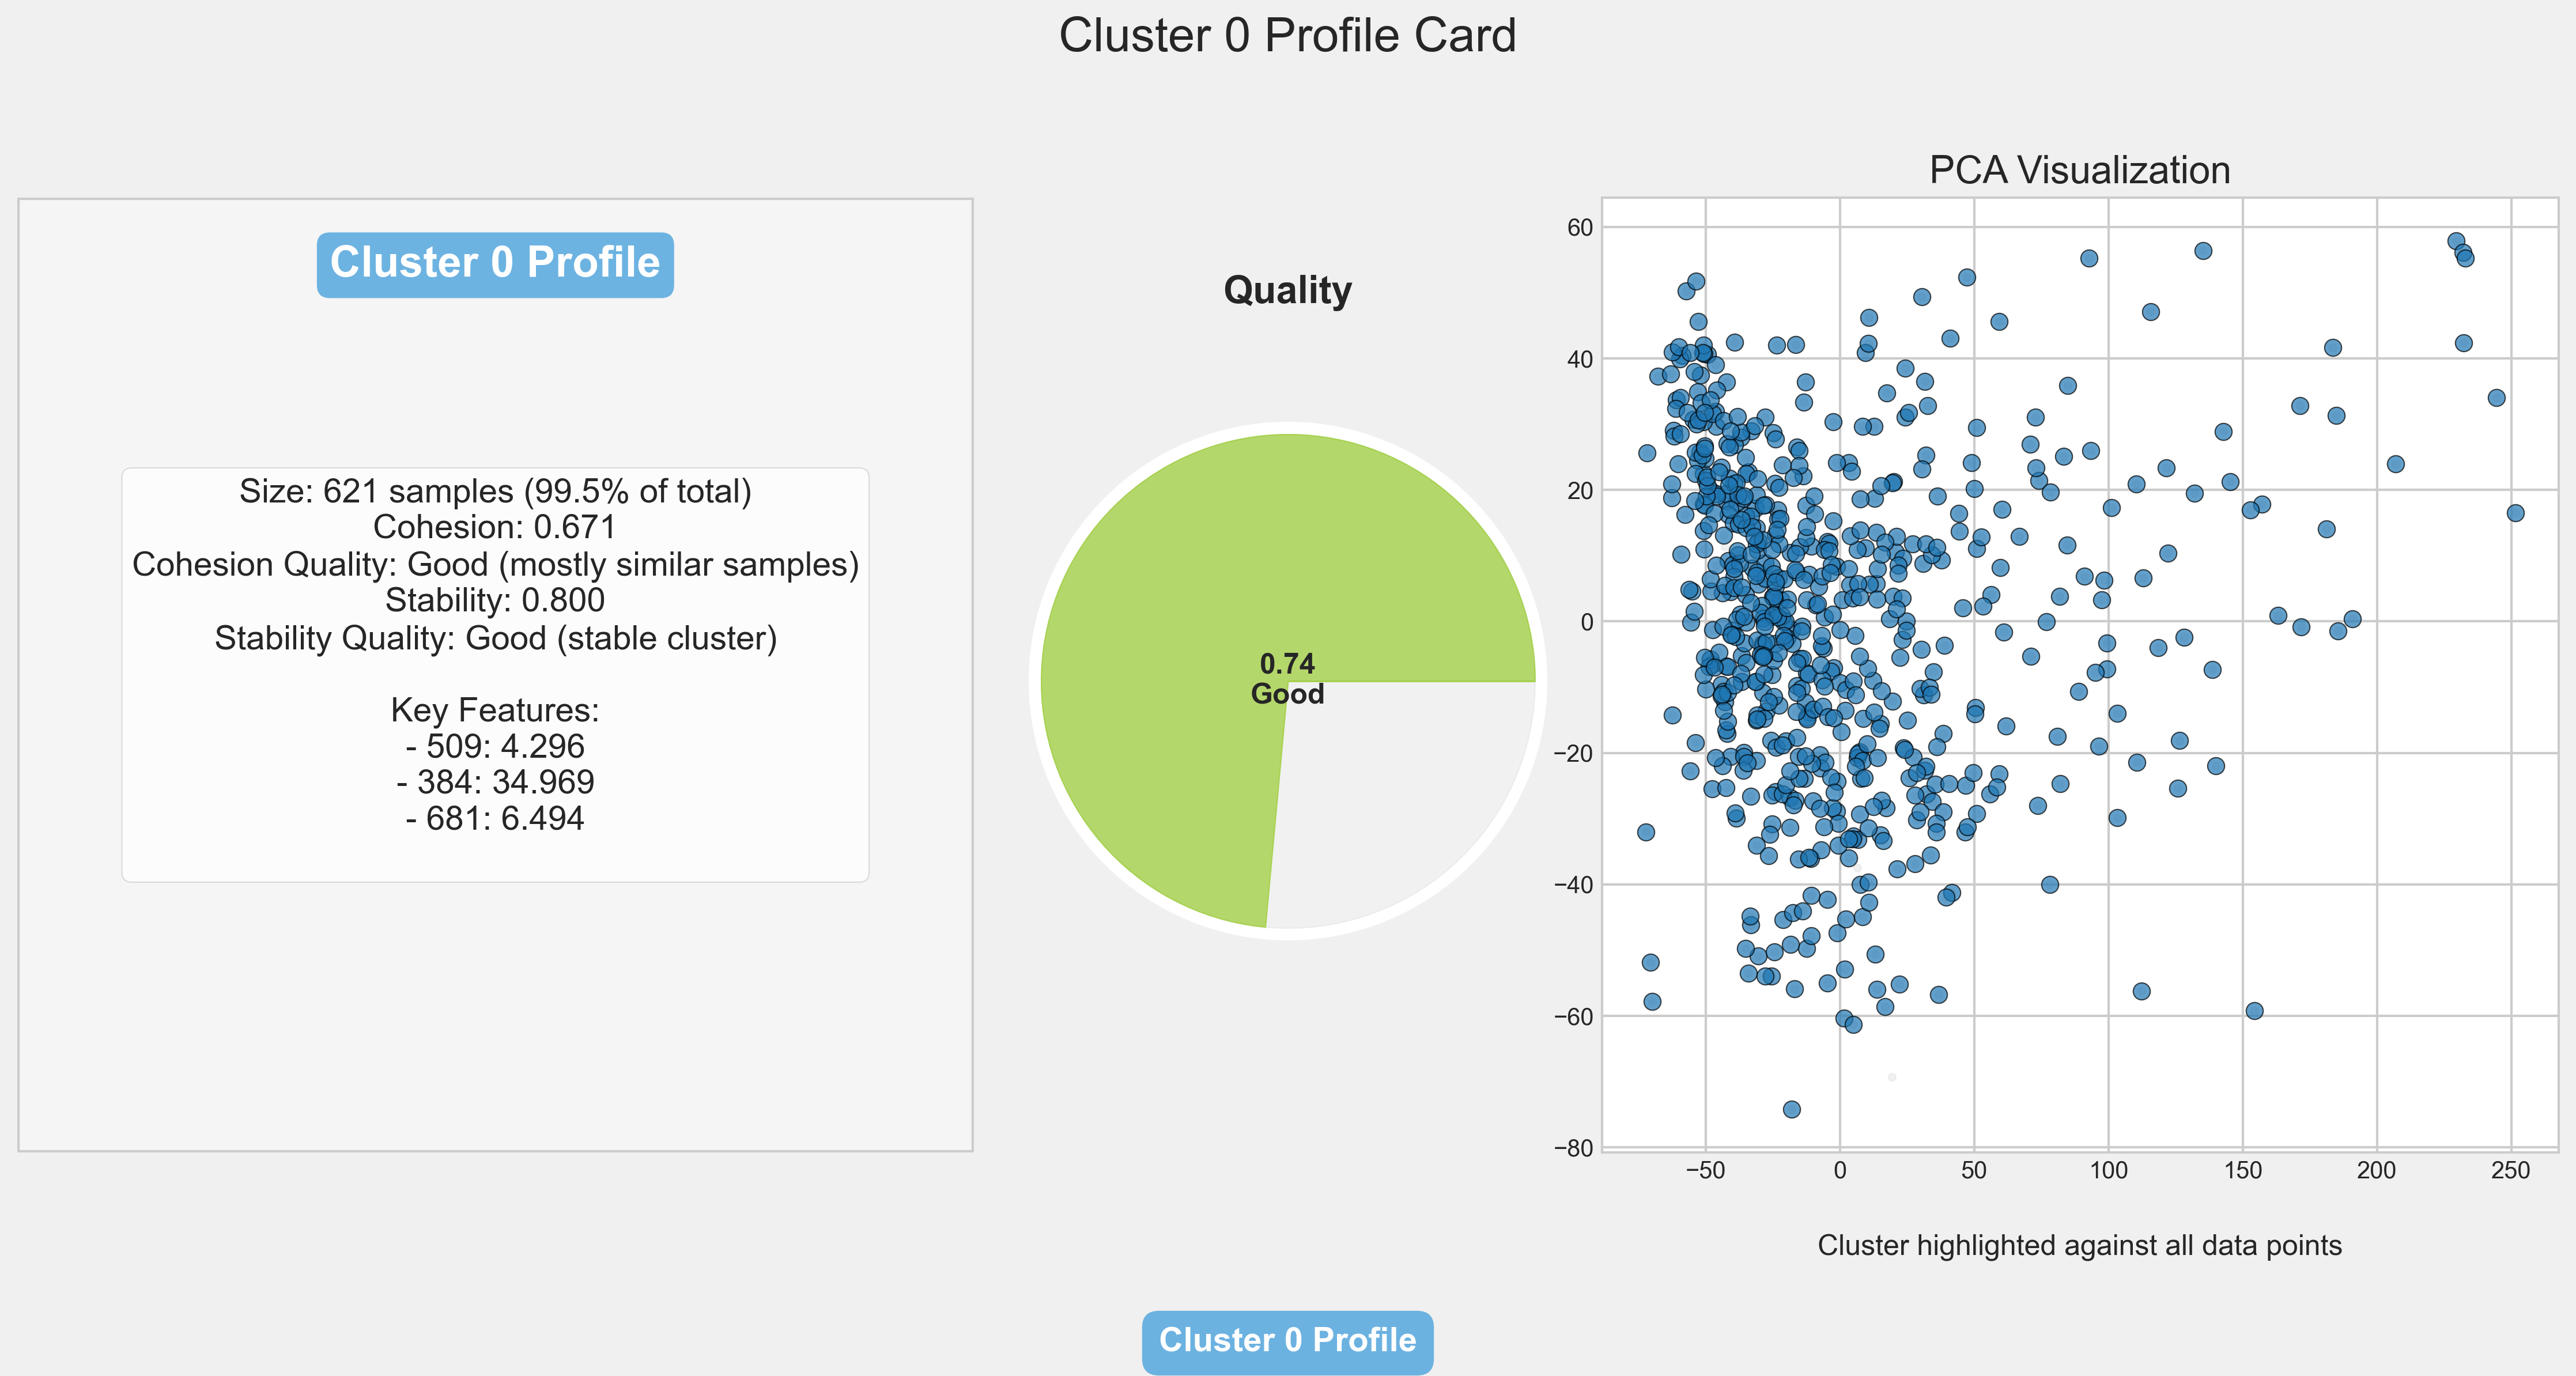 Cluster 0 Profile Card
Cluster 0 Profile
Size: 621 samples (99.5% of total)
Cohesion: 0.671
Cohesion Quality: Good (mostly similar samples)
Stability: 0.800
Stability Quality: Good (stable cluster)
Key Features:
- 509: 4.296
- 384: 34.969
- 681: 6.494
Quality
0.74
Good
PCA Visualization
60
40
20
0
−20
−40
−60
−80
−50 0 50 100 150 200 250
Cluster highlighted against all data points
Cluster 0 Profile